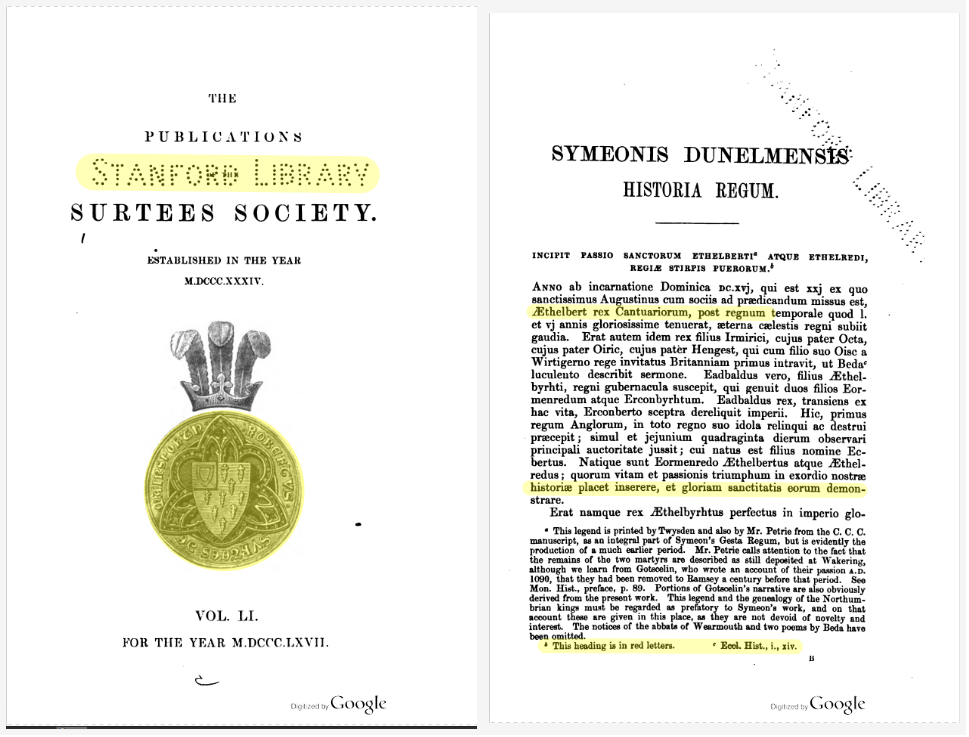 THE
PUBLICATIONS
STANFORD LIBRARY
SURTEES SOCIETY.
ESTABLISHED IN THE YEAR
M.DCCC.XXXIV.
VOL. LI.
FOR THE YEAR M.DCCC.LXVII.
Digitized by Google
STANFORD LIBRARY
SYMEONIS DUNELMENSIS
HISTORIA REGUM.
INCIPIT PASSIO SANCTORUM ETHELBERTIª ATQUE ETHELREDI,
REGIÆ STIRPIS PUERORUM.ᵇ
ANNO ab incarnatione Dominica DC.xvj, qui est xxj ex quo
sanctissimus Augustinus cum sociis ad prædicandum missus est,
Æthelbert rex Cantuariorum, post regnum temporale quod l.
et vj annis gloriosissime tenuerat, æterna cælestis regni subiit
gaudia. Erat autem idem rex filius Irmirici, cujus pater Octa,
cujus pater Oiric, cujus patèr Hengest, qui cum filio suo Oisc a
Wirtigerno rege invitatus Britanniam primus intravit, ut Bedaᶜ
luculento describit sermone. Eadbaldus vero, filius Æthel-
byrhti, regni gubernacula suscepit, qui genuit duos filios Eor-
menredum atque Erconbyrhtum. Eadbaldus rex, transiens ex
hac vita, Erconberto sceptra dereliquit imperii. Hic, primus
regum Anglorum, in toto regno suo idola relinqui ac destrui
præcepit; simul et jejunium quadraginta dierum observari
principali auctoritate jussit; cui natus est filius nomine Ec-
bertus. Natique sunt Eormenredo Æthelbertus atque Æthel-
redus; quorum vitam et passionis triumphum in exordio nostræ
historiæ placet inserere, et gloriam sanctitatis eorum demon-
strare.
Erat namque rex Æthelbyrhtus perfectus in imperio glo-
ª This legend is printed by Twysden and also by Mr. Petrie from the C. C. C.
manuscript, as an integral part of Symeon's Gesta Regum, but is evidently the
production of a much earlier period. Mr. Petrie calls attention to the fact that
the remains of the two martyrs are described as still deposited at Wakering,
although we learn from Gotscelin, who wrote an account of their passion A.D.
1090, that they had been removed to Ramsey a century before that period. See
Mon. Hist., preface, p. 89. Portions of Gotscelin's narrative are also obviously
derived from the present work. This legend and the genealogy of the Northum-
brian kings must be regarded as prefatory to Symeon's work, and on that
account these are given in this place, as they are not devoid of novelty and
interest. The notices of the abbats of Wearmouth and two poems by Beda have
been omitted.
ᵇ This heading is in red letters. ᶜ Eccl. Hist., i., xiv.
B
Digitized by Google